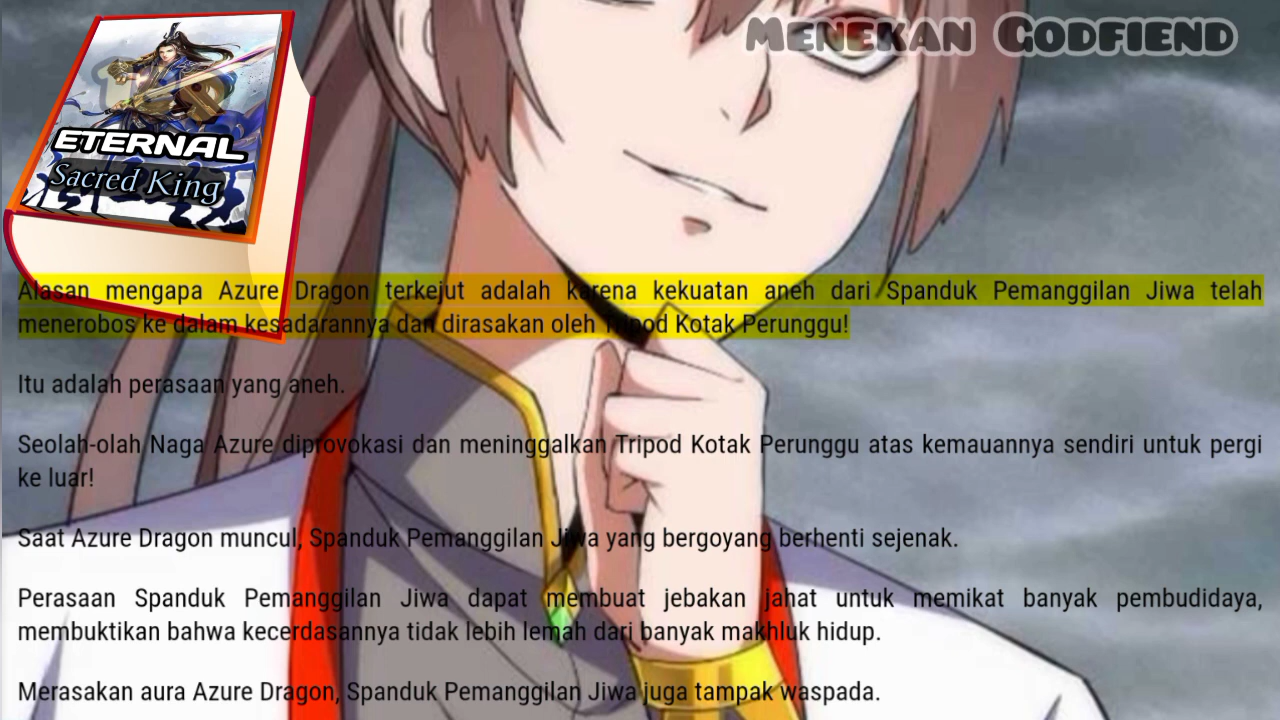 Menekan Godfiend
ETERNAL
Sacred King
Alasan mengapa Azure Dragon terkejut adalah karena kekuatan aneh dari Spanduk Pemanggilan Jiwa telah
menerobos ke dalam kesadarannya dan dirasakan oleh Tripod Kotak Perunggu!
Itu adalah perasaan yang aneh.
Seolah-olah Naga Azure diprovokasi dan meninggalkan Tripod Kotak Perunggu atas kemauannya sendiri untuk pergi
ke luar!
Saat Azure Dragon muncul, Spanduk Pemanggilan Jiwa yang bergoyang berhenti sejenak.
Perasaan Spanduk Pemanggilan Jiwa dapat membuat jebakan jahat untuk memikat banyak pembudidaya,
membuktikan bahwa kecerdasannya tidak lebih lemah dari banyak makhluk hidup.
Merasakan aura Azure Dragon, Spanduk Pemanggilan Jiwa juga tampak waspada.